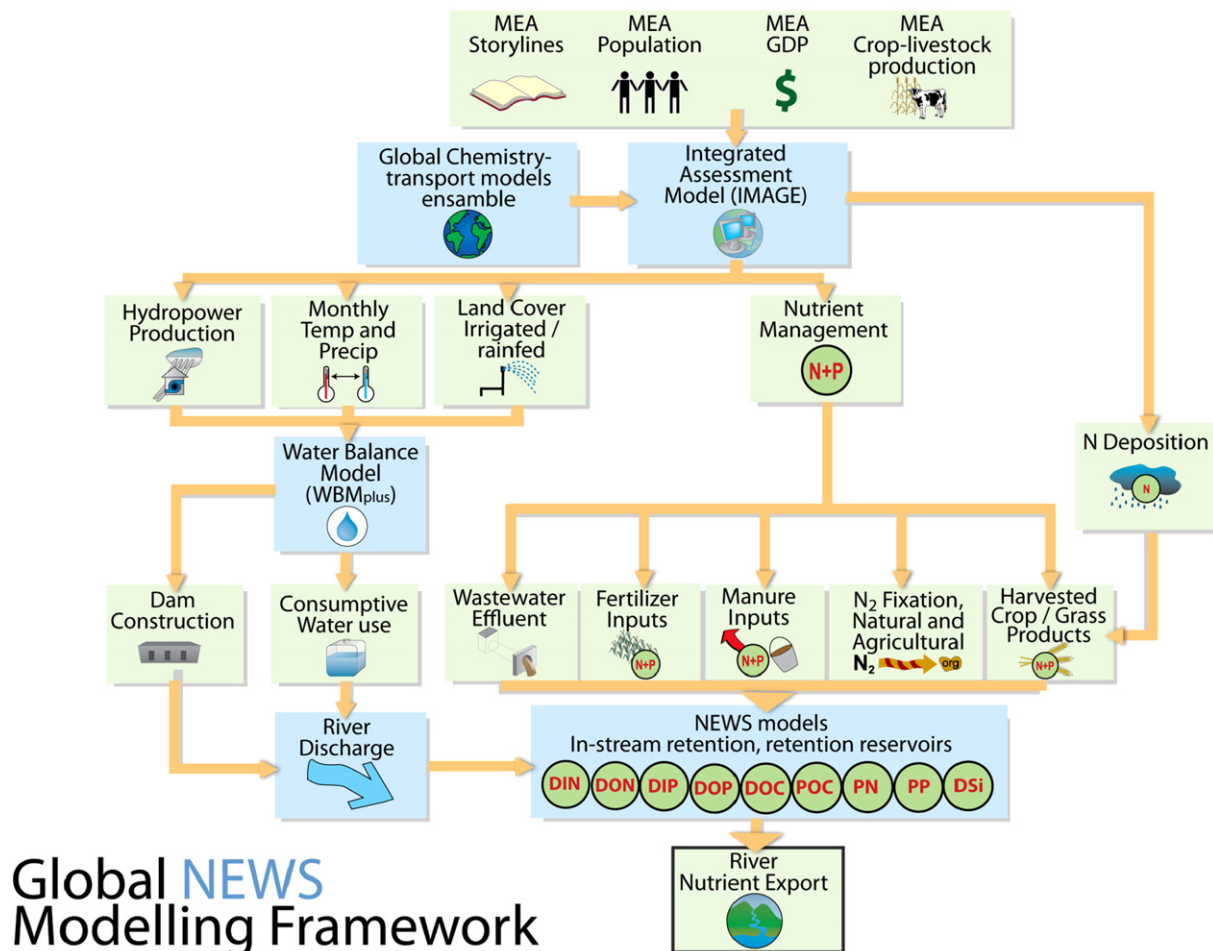 MEA
Storylines
MEA
Population
MEA
GDP
$
MEA
Crop-livestock
production
Global Chemistry-
transport models
ensamble
Integrated
Assessment
Model (IMAGE)
Hydropower
Production
Monthly
Temp and
Precip
Land Cover
Irrigated /
rainfed
Nutrient
Management
N+P
Water Balance
Model
(WBMplus)
N Deposition
N
Dam
Construction
Consumptive
Water use
Wastewater
Effluent
Fertilizer
Inputs
N+P
Manure
Inputs
N+P
N₂ Fixation,
Natural and
Agricultural
N₂ org
Harvested
Crop / Grass
Products
N+P
River
Discharge
NEWS models
In-stream retention, retention reservoirs
DIN DON DIP DOP DOC POC PN PP DSi
River
Nutrient Export
Global NEWS
Modelling Framework